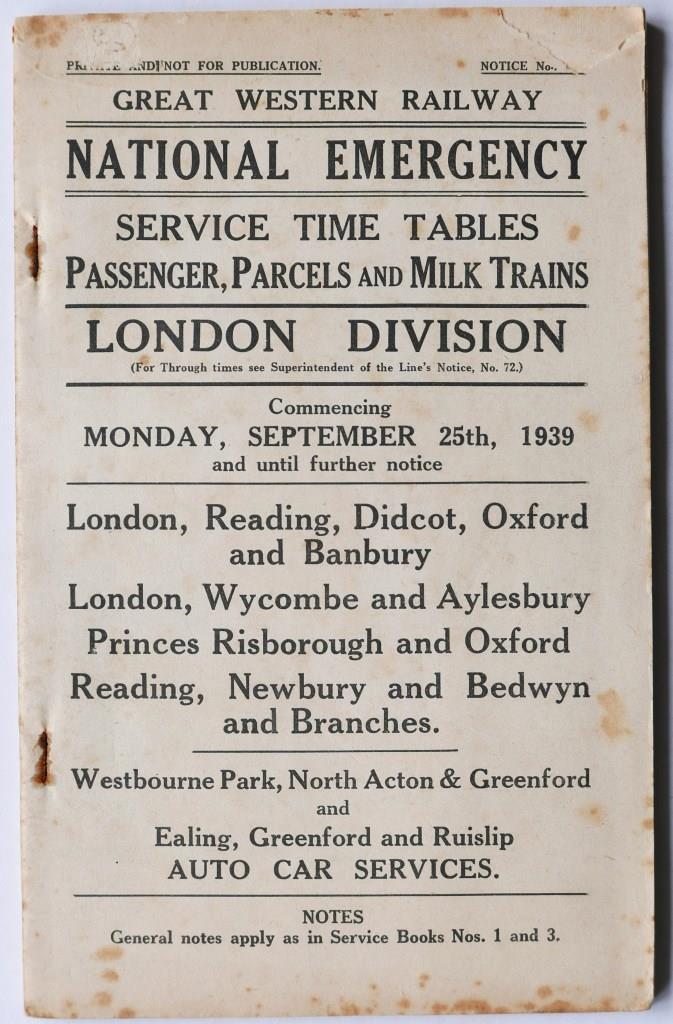 AND NOT FOR PUBLICATION. NOTICE No.
GREAT WESTERN RAILWAY
NATIONAL EMERGENCY
SERVICE TIME TABLES
PASSENGER, PARCELS AND MILK TRAINS
LONDON DIVISION
(For Through times see Superintendent of the Line's Notice, No. 72.)
Commencing
MONDAY, SEPTEMBER 25th, 1939
and until further notice
London, Reading, Didcot, Oxford
and Banbury
London, Wycombe and Aylesbury
Princes Risborough and Oxford
Reading, Newbury and Bedwyn
and Branches.
Westbourne Park, North Acton & Greenford
and
Ealing, Greenford and Ruislip
AUTO CAR SERVICES.
NOTES
General notes apply as in Service Books Nos. 1 and 3.